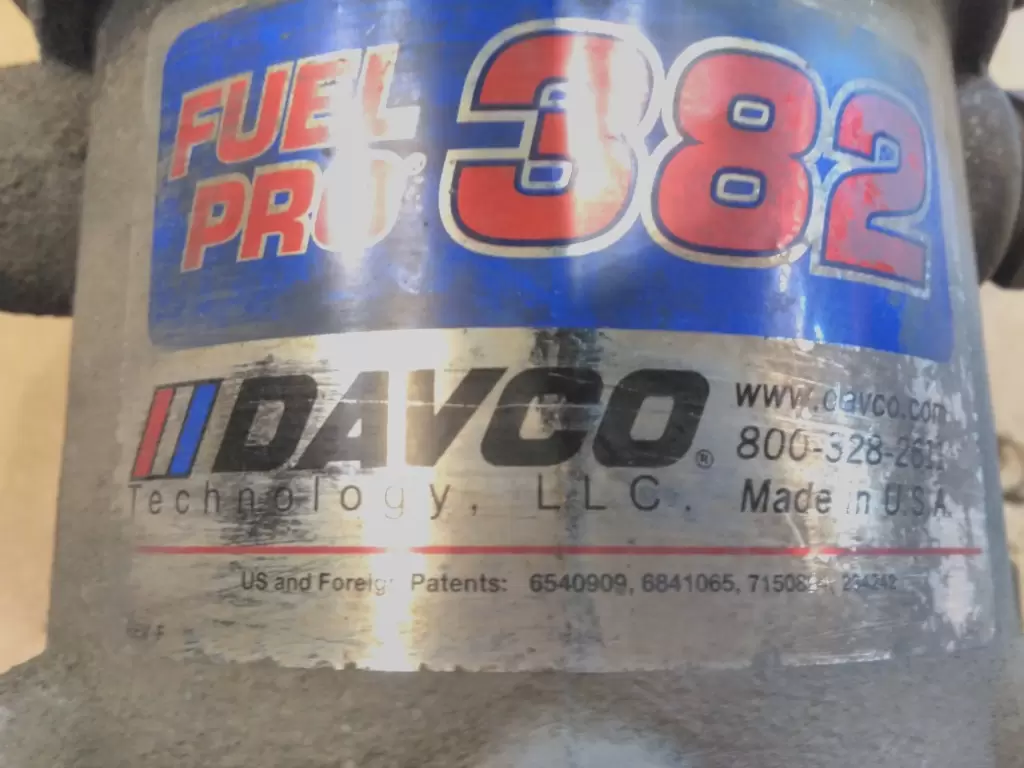 FUEL
PRO® 382
DAVCO®
Technology, LLC.
www.davco.com
800-328-2611
Made in U.S.A.
US and Foreign Patents: 6540909, 6841065,